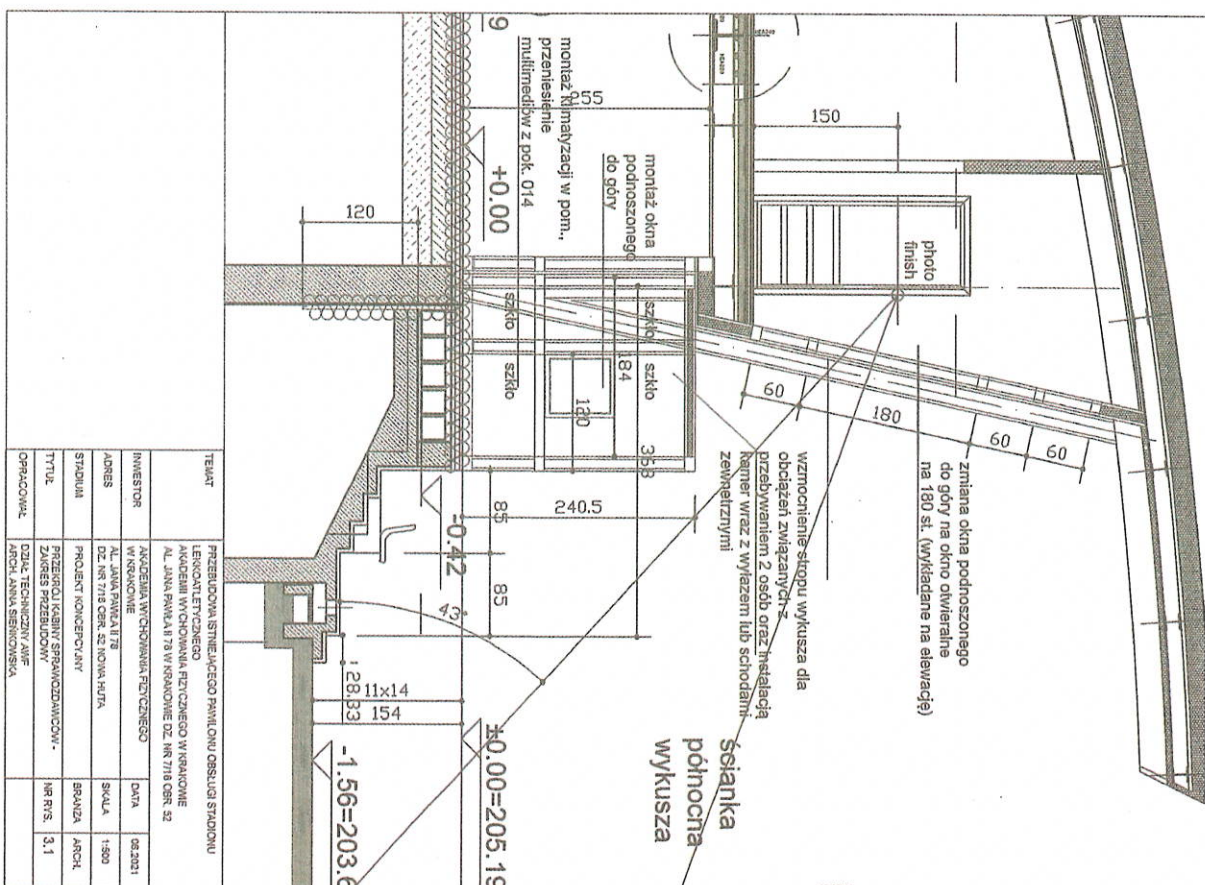 zmiana okna podnoszonego
do góry na okno otwieralne
na 180 st. (wykładane na elewację)
photo
finish
150
60
180
60
60
wzmocnienie stropu wykusza dla
obciążeń związanych z
przebywaniem 2 osób oraz instalacją
kamer wraz z wyłazem lub schodami
zewnętrznymi
ścianka
północna
wykusza
montaż okna
podnoszonego
do góry
montaż klimatyzacji w pom.,
przeniesienie
multimediów z pok. 014
9
255
szkło
szkło
184
szkło
szkło
120
240.5
+0.00
120
-0.42
85
85
43°
28.33
11x14
154
±0.00=205.19
-1.56=203.6
TEMAT
PRZEBUDOWA ISTNIEJĄCEGO PAWILONU OBSŁUGI STADIONU
LEKKOATLETYCZNEGO
AKADEMII WYCHOWANIA FIZYCZNEGO W KRAKOWIE
AL. JANA PAWŁA II 78 W KRAKOWIE DZ. NR 7/16 OBR. 52
INWESTOR
AKADEMIA WYCHOWANIA FIZYCZNEGO
W KRAKOWIE
DATA
06.2021
ADRES
AL. JANA PAWŁA II 78
DZ. NR 7/16 OBR. 52 NOWA HUTA
SKALA
1:500
STADIUM
PROJEKT KONCEPCYJNY
BRANŻA
ARCH.
TYTUŁ
PRZEKRÓJ KABINY SPRAWOZDAWCÓW -
ZAKRES PRZEBUDOWY
NR RYS.
3.1
OPRACOWAŁ
DZIAŁ TECHNICZNY AWF
ARCH. ANNA SIEŃKOWSKA